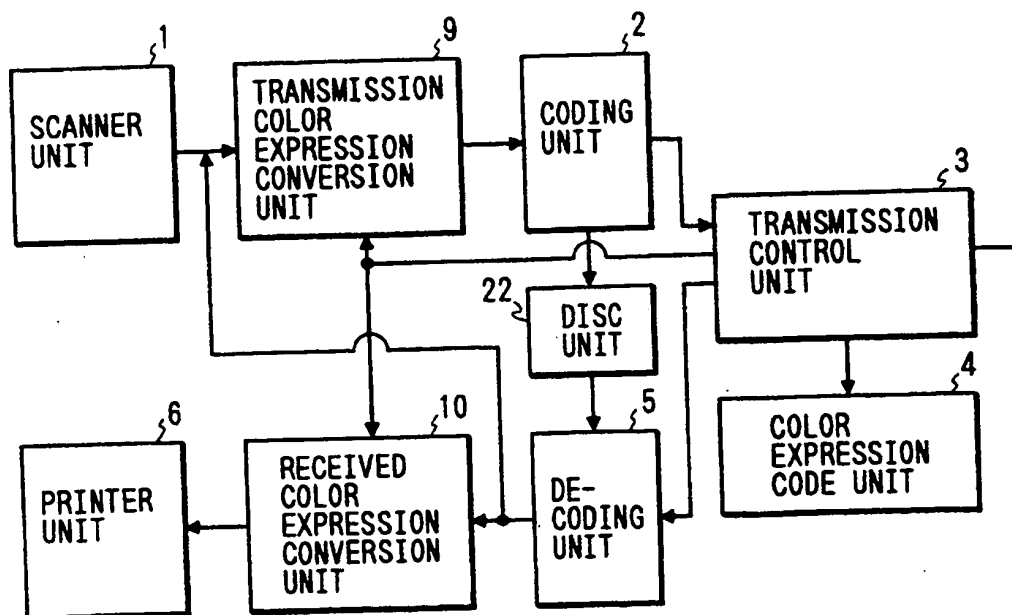 1
SCANNER
UNIT
9
TRANSMISSION
COLOR
EXPRESSION
CONVERSION
UNIT
2
CODING
UNIT
3
TRANSMISSION
CONTROL
UNIT
22
DISC
UNIT
4
COLOR
EXPRESSION
CODE UNIT
5
DE-
CODING
UNIT
10
RECEIVED
COLOR
EXPRESSION
CONVERSION
UNIT
6
PRINTER
UNIT